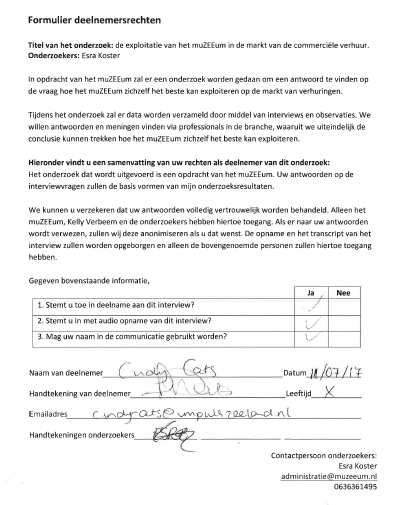 Formulier deelnemersrechten
Titel van het onderzoek: de exploitatie van het muZEEum in de markt van de commerciële verhuur.
Onderzoekers: Esra Koster
In opdracht van het muZEEum zal er een onderzoek worden gedaan om een antwoord te vinden op
de vraag hoe het muZEEum zichzelf het beste kan exploiteren op de markt van verhuringen.
Tijdens het onderzoek zal er data worden verzameld door middel van interviews en observaties. We
willen antwoorden en meningen vinden via professionals in de branche, waaruit we uiteindelijk de
conclusie kunnen trekken hoe het muZEEum zichzelf het beste kan exploiteren.
Hieronder vindt u een samenvatting van uw rechten als deelnemer van dit onderzoek:
Het onderzoek dat wordt uitgevoerd is een opdracht van het muZEEum. Uw antwoorden op de
interviewvragen zullen de basis vormen van mijn onderzoeksresultaten.
We kunnen u verzekeren dat uw antwoorden volledig vertrouwelijk worden behandeld. Alleen het
muZEEum, Kelly Verbeem en de onderzoekers hebben hiertoe toegang. Als er naar uw antwoorden
wordt verwezen, zullen wij deze anonimiseren als u dat wenst. De opname en het transcript van het
interview zullen worden opgeborgen en alleen de bovengenoemde personen zullen hiertoe toegang
hebben.
Gegeven bovenstaande informatie,
Ja Nee
1. Stemt u toe in deelname aan dit interview?
2. Stemt u in met audio opname van dit interview?
3. Mag uw naam in de communicatie gebruikt worden?
Naam van deelnemer Cindy Cats Datum 11/07/17
Handtekening van deelnemer Leeftijd X
Emailadres cindycats@impulszeeland.nl
Handtekeningen onderzoekers
Contactpersoon onderzoekers:
Esra Koster
administratie@muzeeum.nl
0636361495